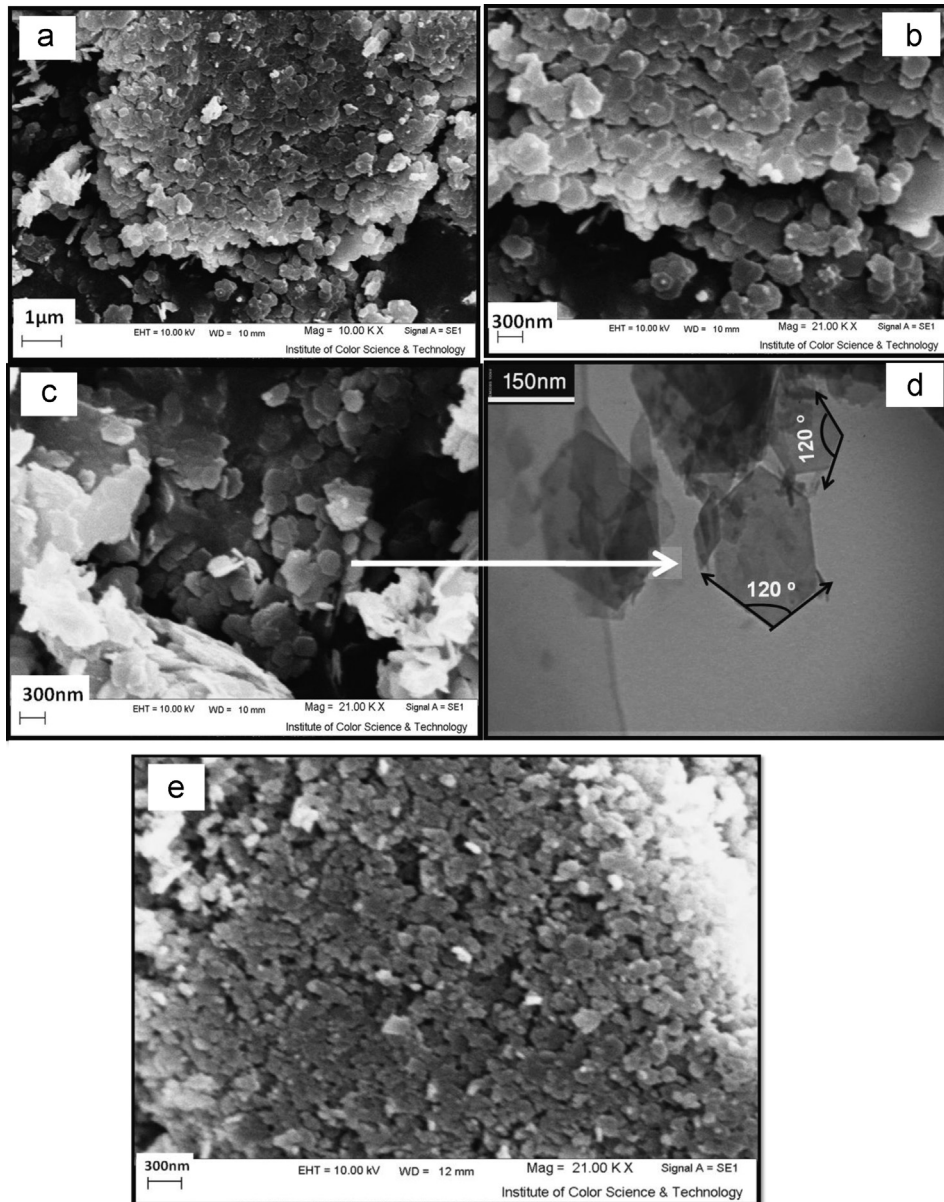 a
1μm
EHT = 10.00 kV WD = 10 mm Mag = 10.00 K X Signal A = SE1
Institute of Color Science & Technology
b
300nm
EHT = 10.00 kV WD = 10 mm Mag = 21.00 K X Signal A = SE1
Institute of Color Science & Technology
c
300nm
EHT = 10.00 kV WD = 10 mm Mag = 21.00 K X Signal A = SE1
Institute of Color Science & Technology
150nm
d
120 º
120 º
e
300nm
EHT = 10.00 kV WD = 12 mm Mag = 21.00 K X Signal A = SE1
Institute of Color Science & Technology